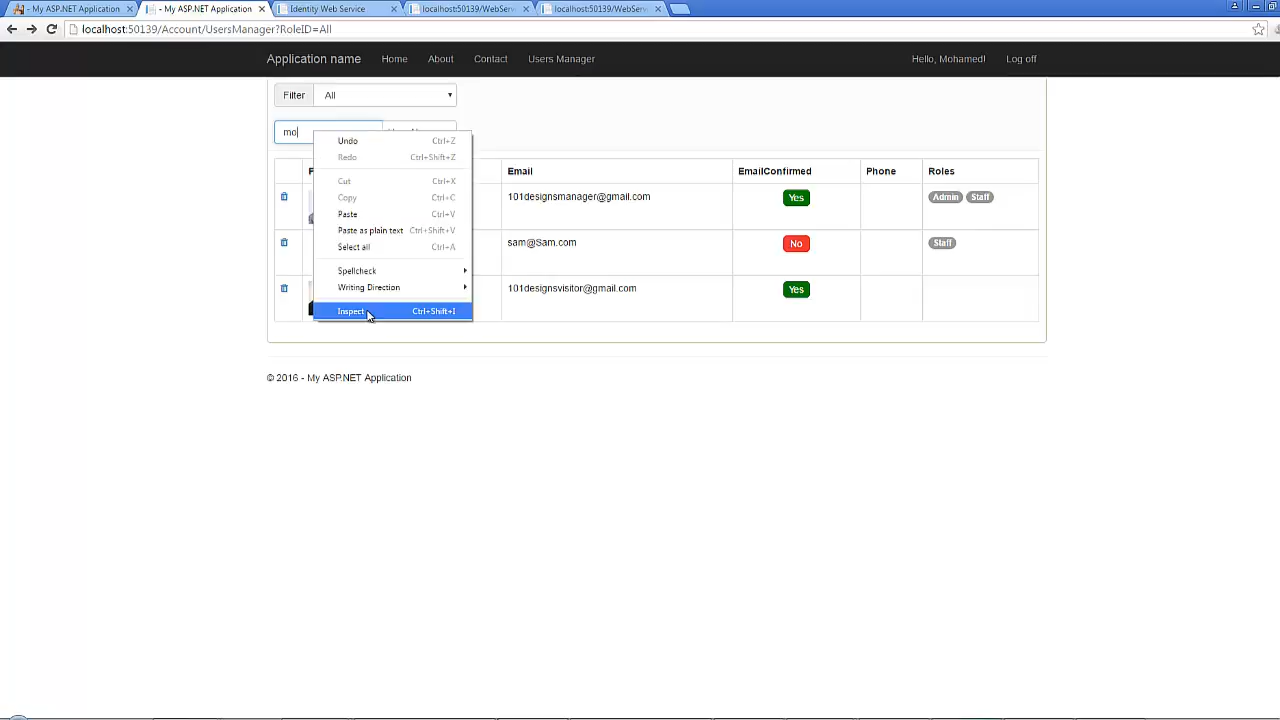 - My ASP.NET Application
- My ASP.NET Application
Identity Web Service
localhost:50139/WebServ
localhost:50139/WebServ
localhost:50139/Account/UsersManager?RoleID=All
Application name Home About Contact Users Manager Hello, Mohamed! Log off
Filter All
mo
Undo Ctrl+Z
Redo Ctrl+Shift+Z
Cut Ctrl+X
Copy Ctrl+C
Paste Ctrl+V
Paste as plain text Ctrl+Shift+V
Select all Ctrl+A
Spellcheck
Writing Direction
Inspect Ctrl+Shift+I
Email EmailConfirmed Phone Roles
101designsmanager@gmail.com Yes Admin Staff
sam@Sam.com No Staff
101designsvisitor@gmail.com Yes
© 2016 - My ASP.NET Application